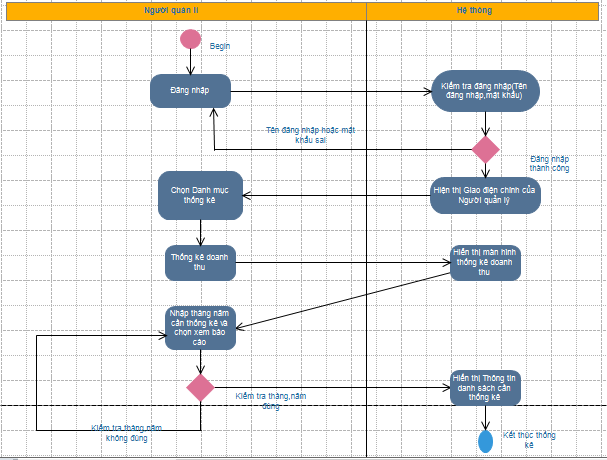 Người quản lí
Hệ thống
Begin
Đăng nhập
Kiểm tra đăng nhập(Tên
đăng nhập,mật khẩu)
Tên đăng nhập hoặc mật
khẩu sai
Đăng nhập
thành công
Chọn Danh mục
thống kê
Hiện thị Giao diện chính của
Người quản lý
Thống kê doanh
thu
Hiển thị màn hình
thống kê doanh
thu
Nhập tháng năm
cần thống kê và
chọn xem báo
cáo
Kiểm tra tháng,năm
đúng
Hiển thị Thông tin
danh sách cần
thống kê
Kiểm tra tháng,năm
không đúng
Kết thúc thống
kê